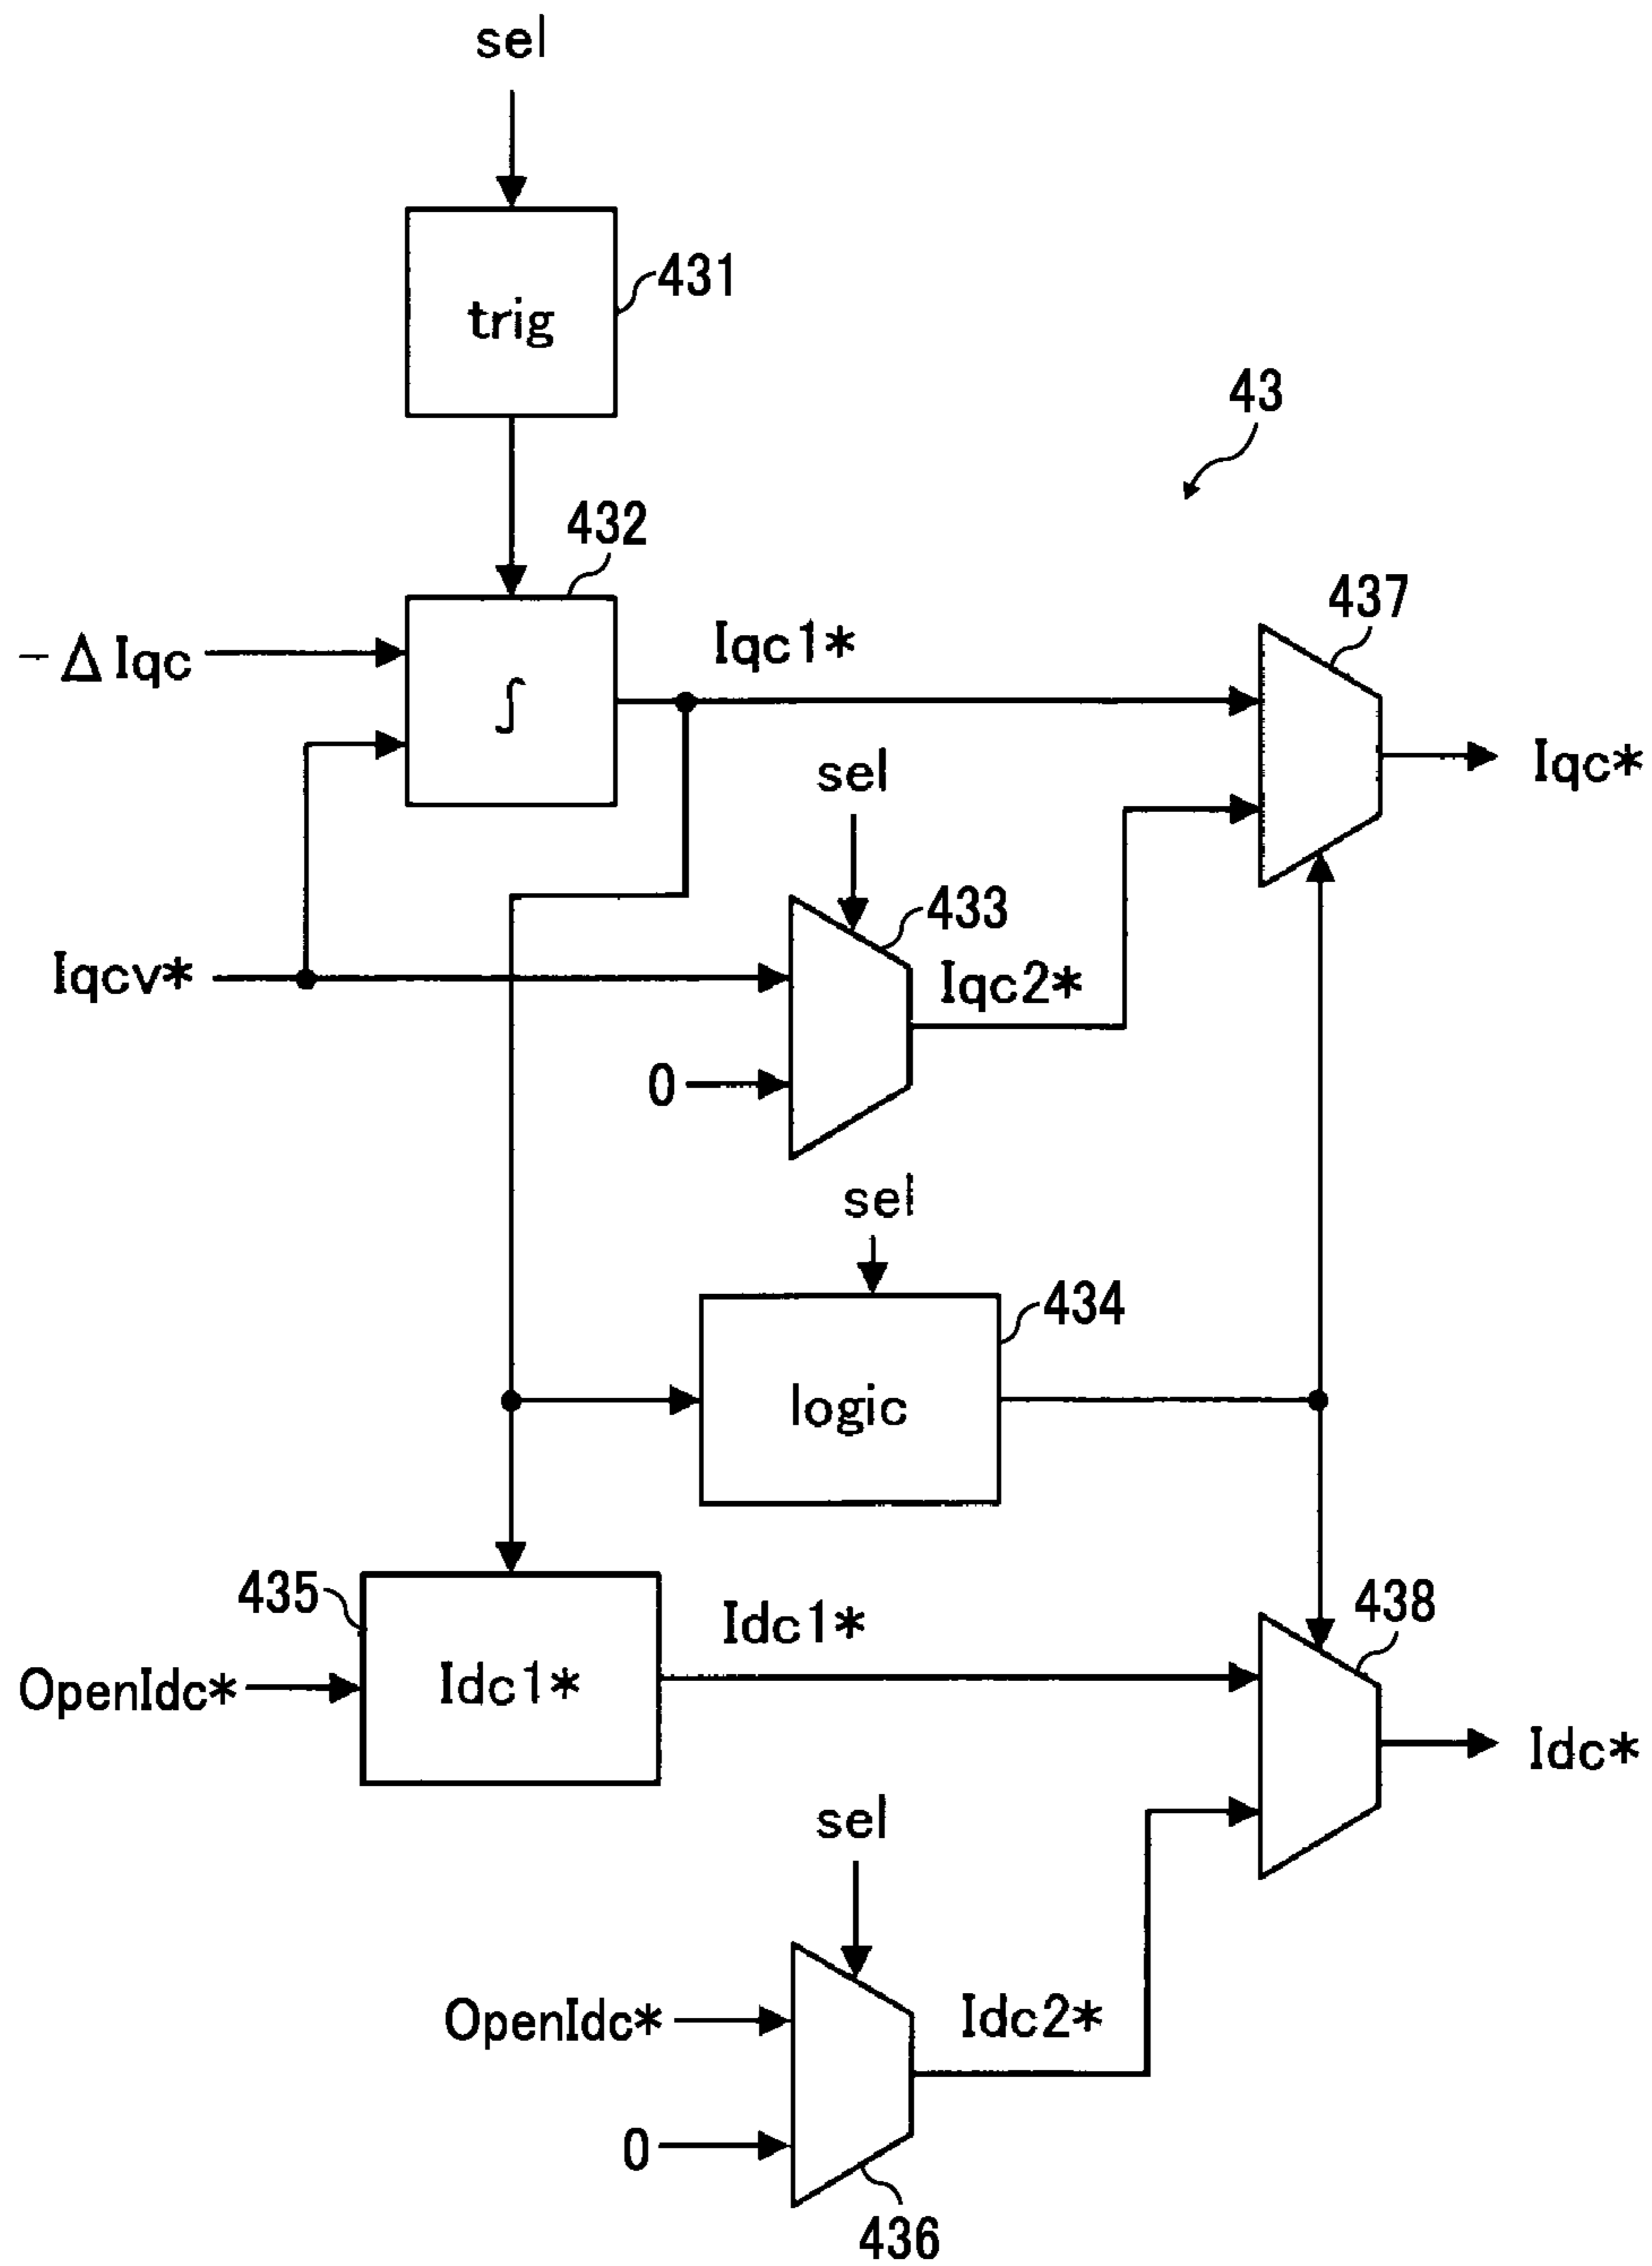 sel
trig
431
43
432
− Δ Iqc
∫
Iqc1*
437
Iqc*
sel
433
Iqcv*
Iqc2*
0
sel
434
logic
435
Idc1*
438
OpenIdc*
Idc1*
Idc*
sel
OpenIdc*
Idc2*
0
436